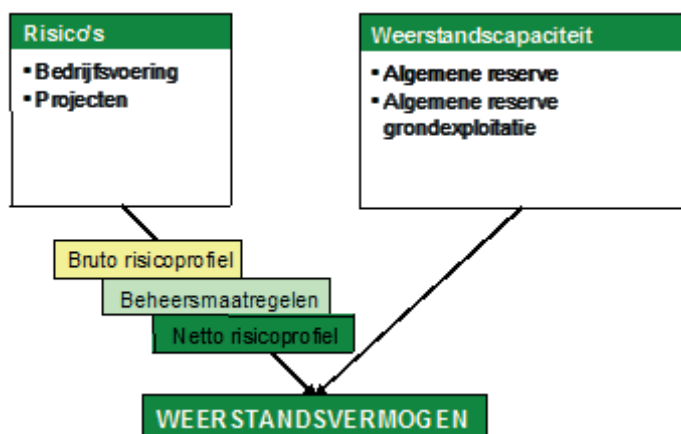 Risico's
▪ Bedrijfsvoering
▪ Projecten
Weerstandscapaciteit
▪ Algemene reserve
▪ Algemene reserve
grondexploitatie
Bruto risicoprofiel
Beheersmaatregelen
Netto risicoprofiel
WEERSTANDSVERMOGEN